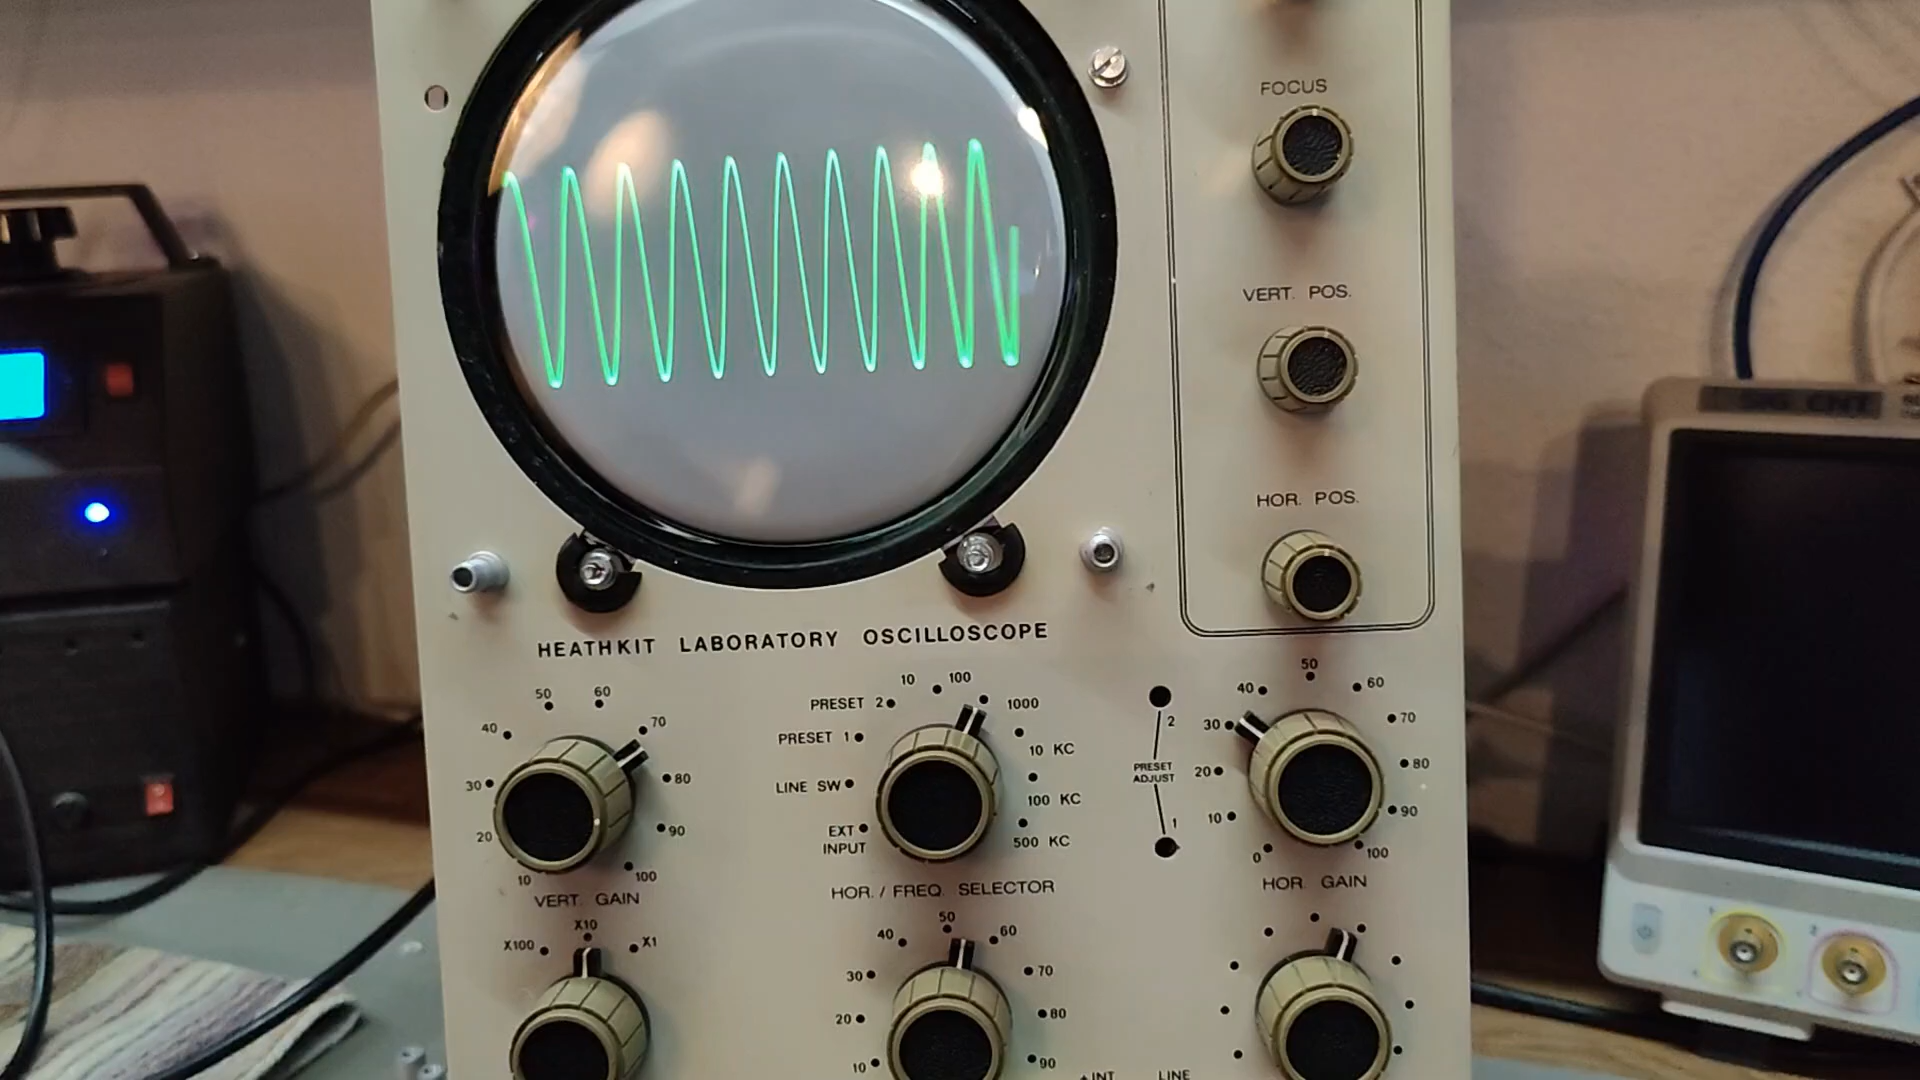 FOCUS
VERT. POS.
HOR. POS.
HEATHKIT LABORATORY OSCILLOSCOPE
50 60
40 70
30 80
20 90
10 100
VERT. GAIN
10 100
PRESET 2 1000
PRESET 1 10 KC
LINE SW 100 KC
EXT INPUT 500 KC
HOR. / FREQ. SELECTOR
2
PRESET
ADJUST
1
50
40 60
30 70
20 80
10 90
0 100
HOR. GAIN
X10
X100 X1
50
40 60
30 70
20 80
10 90
+INT LINE
1 2